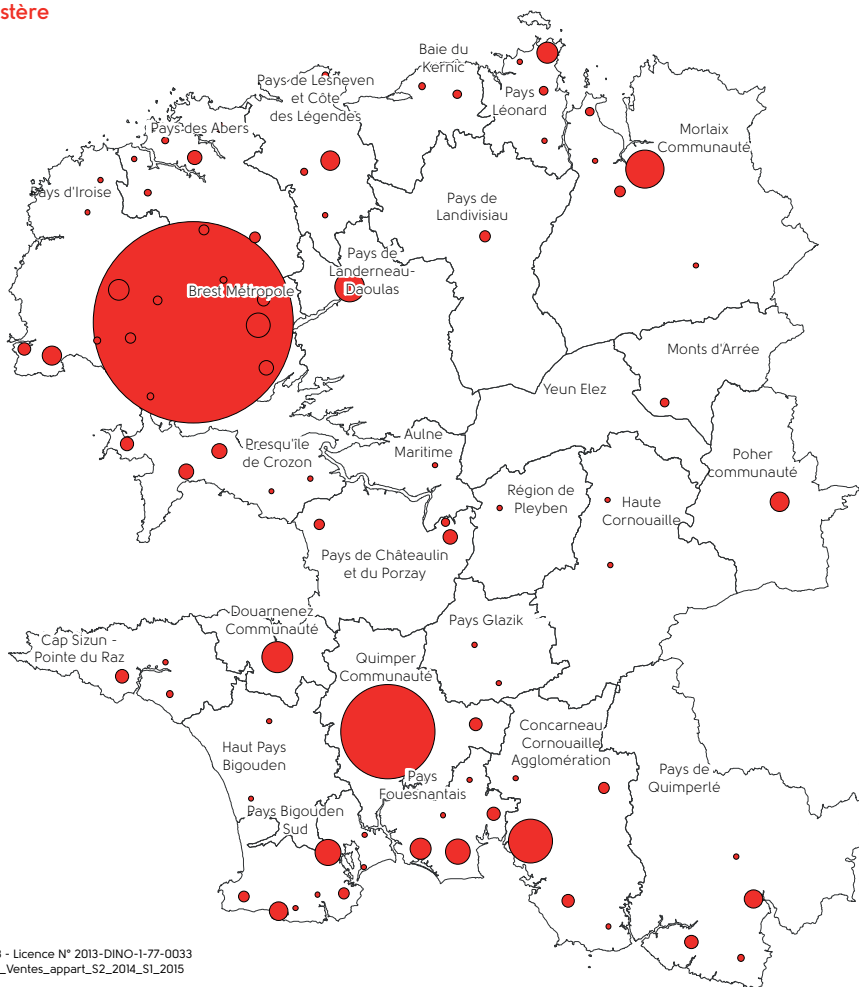 stère
Baie du
Kernic
Pays de Lesneven
et Côte
des Légendes
Pays
Léonard
Pays des Abers
Morlaix
Communauté
Pays d'Iroise
Pays de
Landivisiau
Pays de
Landerneau-
Daoulas
Brest Métropole
Monts d'Arrée
Yeun Elez
Aulne
Maritime
Presqu'île
de Crozon
Poher
communauté
Région de
Pleyben
Haute
Cornouaille
Pays de Châteaulin
et du Porzay
Douarnenez
Communauté
Pays Glazik
Cap Sizun -
Pointe du Raz
Quimper
Communauté
Concarneau
Cornouaille
Agglomération
Haut Pays
Bigouden
Pays
Fouesnantais
Pays de
Quimperlé
Pays Bigouden
Sud
- Licence N° 2013-DINO-1-77-0033
_Ventes_appart_S2_2014_S1_2015